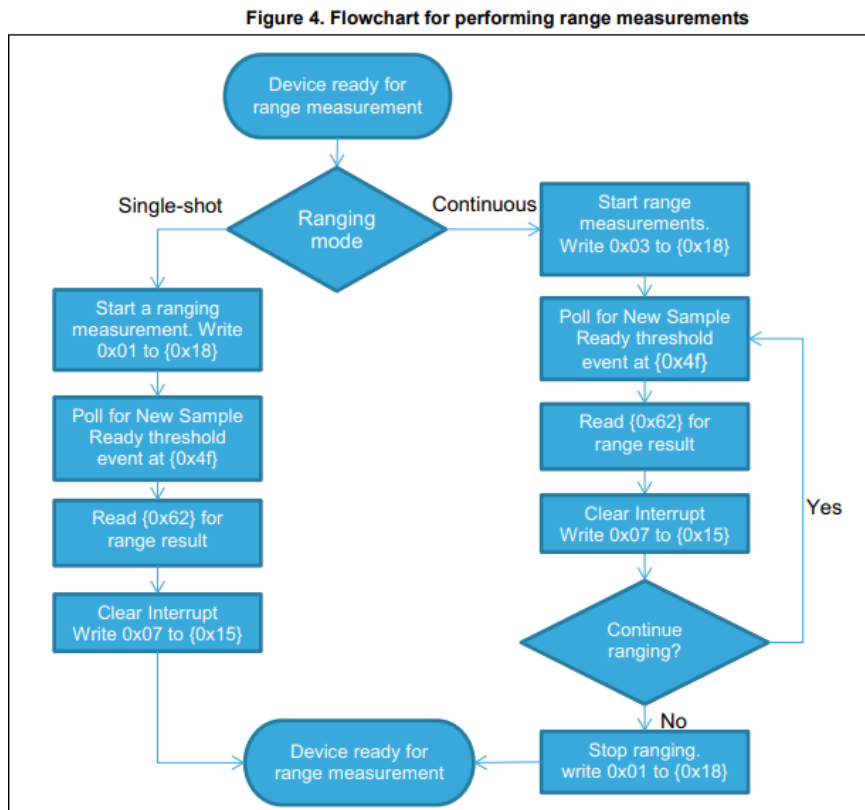 Figure 4. Flowchart for performing range measurements
Device ready for
range measurement
Ranging
mode
Single-shot
Continuous
Start a ranging
measurement. Write
0x01 to {0x18}
Poll for New Sample
Ready threshold
event at {0x4f}
Read {0x62} for
range result
Clear Interrupt
Write 0x07 to {0x15}
Start range
measurements.
Write 0x03 to {0x18}
Poll for New Sample
Ready threshold
event at {0x4f}
Read {0x62} for
range result
Clear Interrupt
Write 0x07 to {0x15}
Continue
ranging?
Yes
No
Stop ranging.
write 0x01 to {0x18}
Device ready for
range measurement